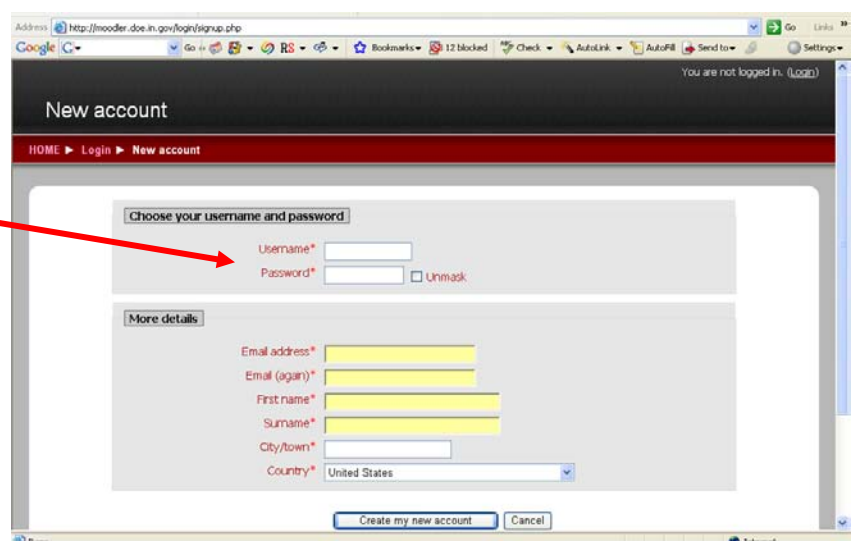 Address http://moodler.doe.in.gov/login/signup.php Go Links »
Google G Go RS Bookmarks 12 blocked Check AutoLink AutoFill Send to Settings
You are not logged in. (Login)
New account
HOME ► Login ► New account
Choose your username and password
Username*
Password* Unmask
More details
Email address*
Email (again)*
First name*
Surname*
City/town*
Country* United States
Create my new account Cancel